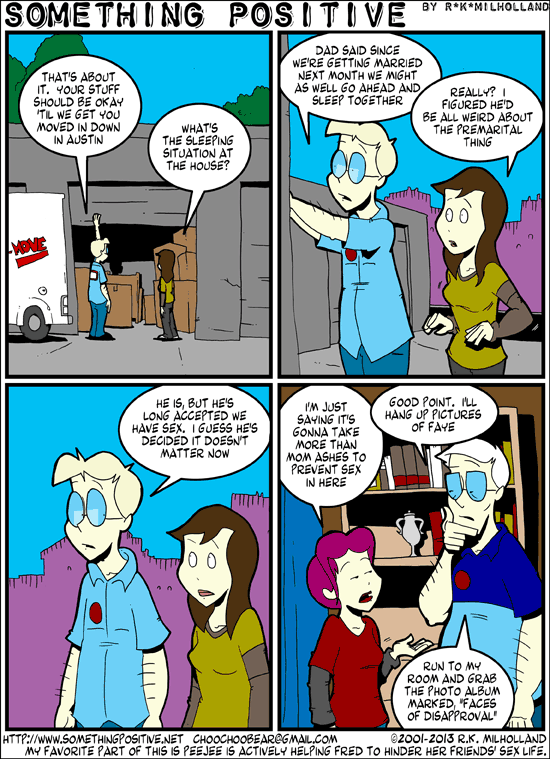 SOMETHING POSITIVE BY R*K*MILHOLLAND
THAT'S ABOUT
IT. YOUR STUFF
SHOULD BE OKAY
'TIL WE GET YOU
MOVED IN DOWN
IN AUSTIN
WHAT'S
THE SLEEPING
SITUATION AT
THE HOUSE?
-MOVE
DAD SAID SINCE
WE'RE GETTING MARRIED
NEXT MONTH WE MIGHT
AS WELL GO AHEAD AND
SLEEP TOGETHER
REALLY? I
FIGURED HE'D
BE ALL WEIRD ABOUT
THE PREMARITAL
THING
HE IS, BUT HE'S
LONG ACCEPTED WE
HAVE SEX. I GUESS HE'S
DECIDED IT DOESN'T
MATTER NOW
I'M JUST
SAYING IT'S
GONNA TAKE
MORE THAN
MOM ASHES TO
PREVENT SEX
IN HERE
GOOD POINT. I'LL
HANG UP PICTURES
OF FAYE
RUN TO MY
ROOM AND GRAB
THE PHOTO ALBUM
MARKED, "FACES
OF DISAPPROVAL"
HTTP://WWW.SOMETHINGPOSITIVE.NET CHOOCHOOBEAR@GMAIL.COM ©2001-2013 R.K. MILHOLLAND
MY FAVORITE PART OF THIS IS PEEJEE IS ACTIVELY HELPING FRED TO HINDER HER FRIENDS' SEX LIFE.